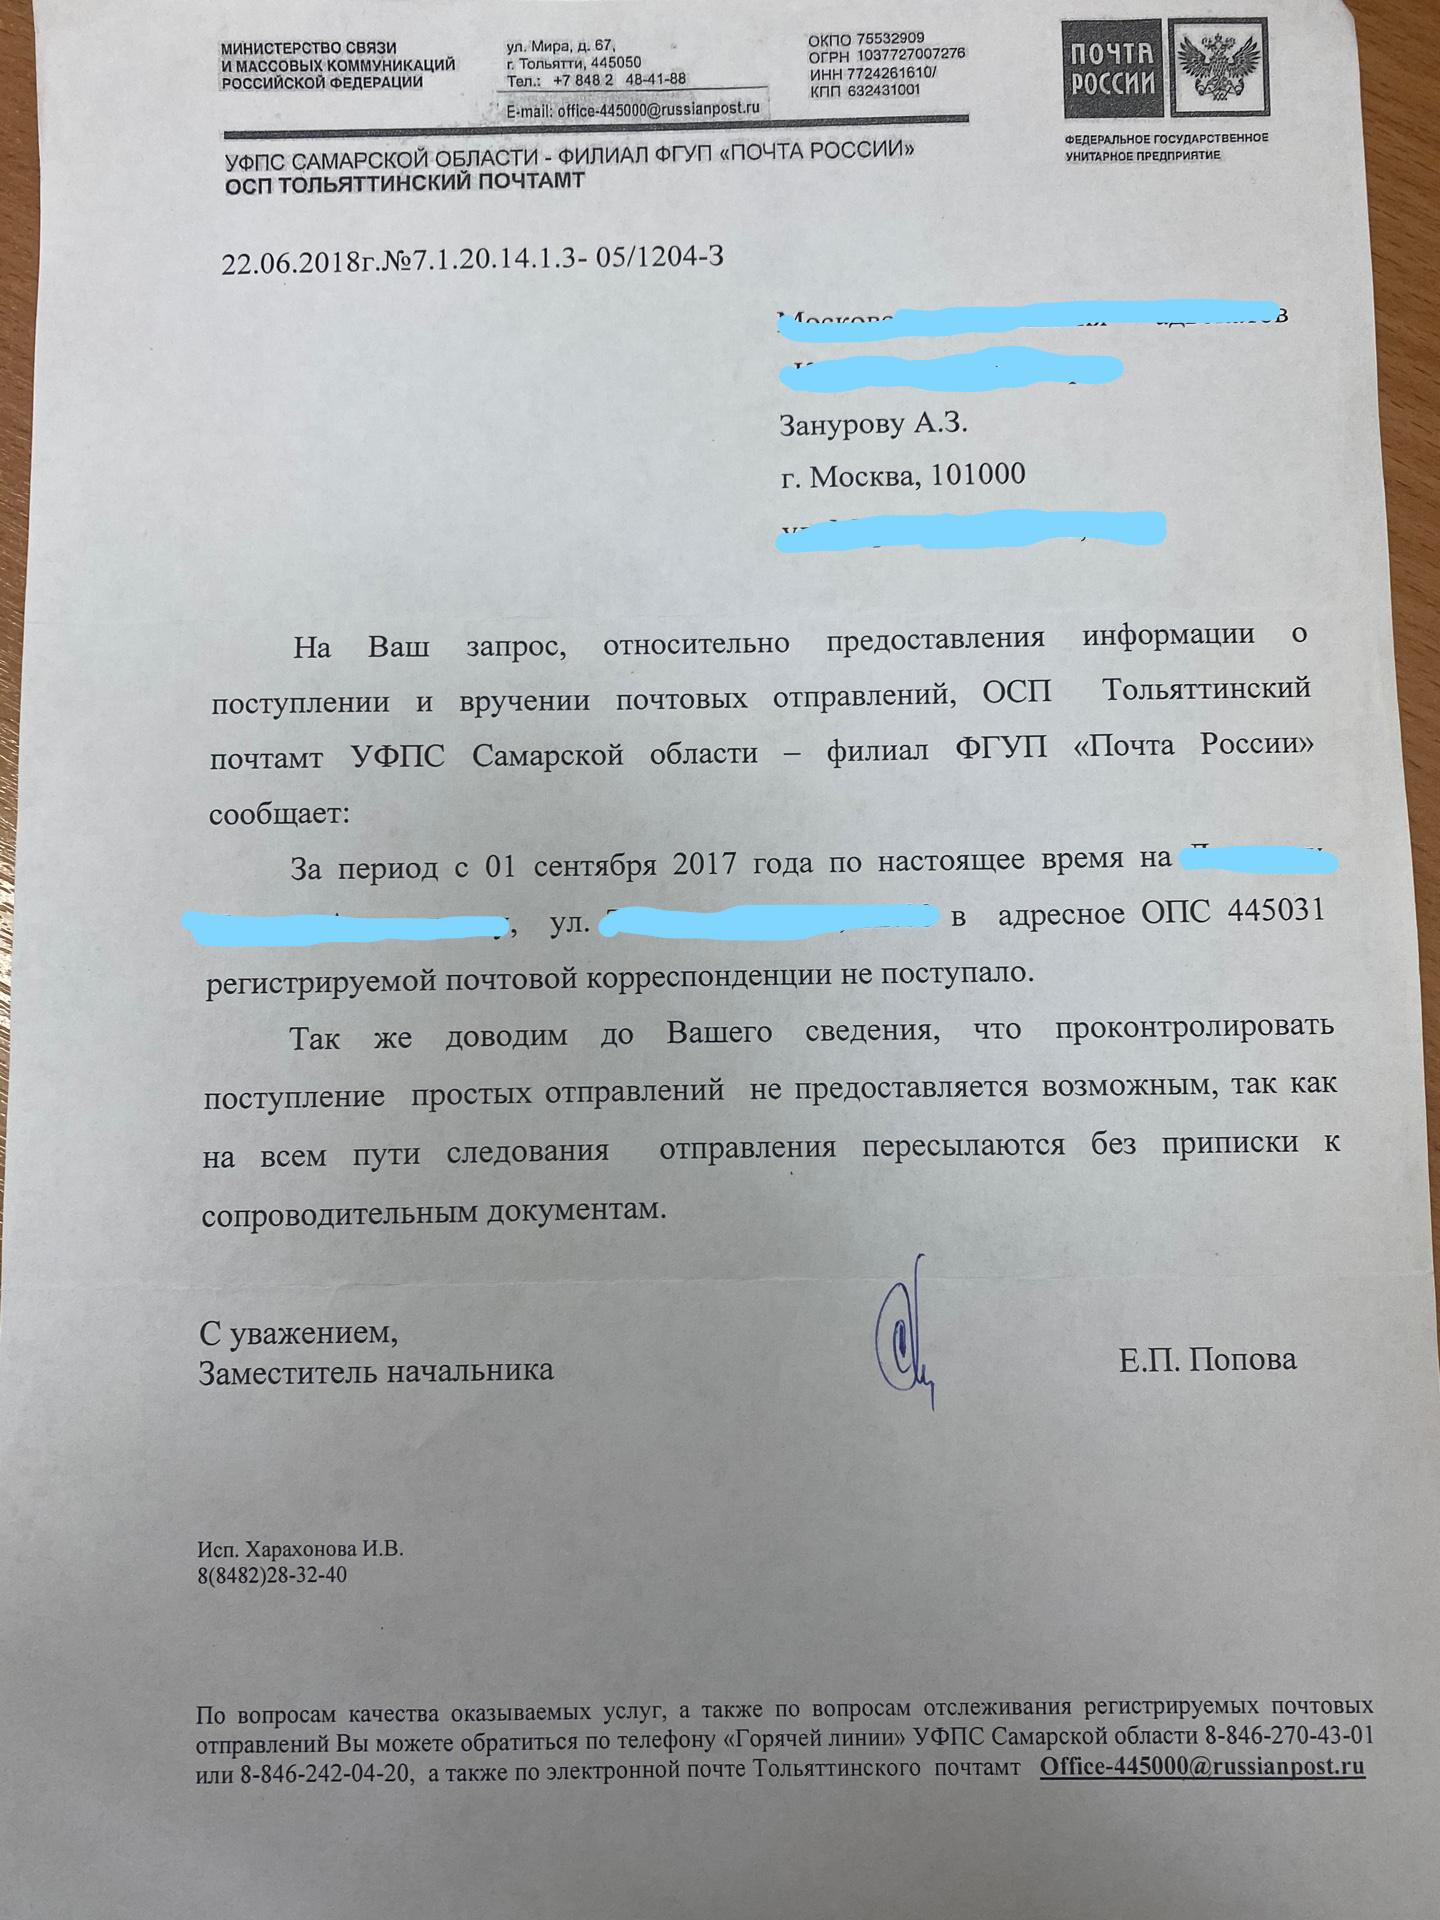 МИНИСТЕРСТВО СВЯЗИ
И МАССОВЫХ КОММУНИКАЦИЙ
РОССИЙСКОЙ ФЕДЕРАЦИИ
ул. Мира, д. 67,
г. Тольятти, 445050
Тел.: +7 848 2 48-41-88
E-mail: office-445000@russianpost.ru
ОКПО 75532909
ОГРН 1037727007276
ИНН 7724261610/
КПП 632431001
ПОЧТА
РОССИИ
ФЕДЕРАЛЬНОЕ ГОСУДАРСТВЕННОЕ
УНИТАРНОЕ ПРЕДПРИЯТИЕ
УФПС САМАРСКОЙ ОБЛАСТИ - ФИЛИАЛ ФГУП «ПОЧТА РОССИИ»
ОСП ТОЛЬЯТТИНСКИЙ ПОЧТАМТ
22.06.2018г.№7.1.20.14.1.3- 05/1204-З
Занурову А.З.
г. Москва, 101000
На Ваш запрос, относительно предоставления информации о
поступлении и вручении почтовых отправлений, ОСП Тольяттинский
почтамт УФПС Самарской области – филиал ФГУП «Почта России»
сообщает:
За период с 01 сентября 2017 года по настоящее время на
, ул. в адресное ОПС 445031
регистрируемой почтовой корреспонденции не поступало.
Так же доводим до Вашего сведения, что проконтролировать
поступление простых отправлений не предоставляется возможным, так как
на всем пути следования отправления пересылаются без приписки к
сопроводительным документам.
С уважением,
Заместитель начальника
Е.П. Попова
Исп. Харахонова И.В.
8(8482)28-32-40
По вопросам качества оказываемых услуг, а также по вопросам отслеживания регистрируемых почтовых
отправлений Вы можете обратиться по телефону «Горячей линии» УФПС Самарской области 8-846-270-43-01
или 8-846-242-04-20, а также по электронной почте Тольяттинского почтамт Office-445000@russianpost.ru